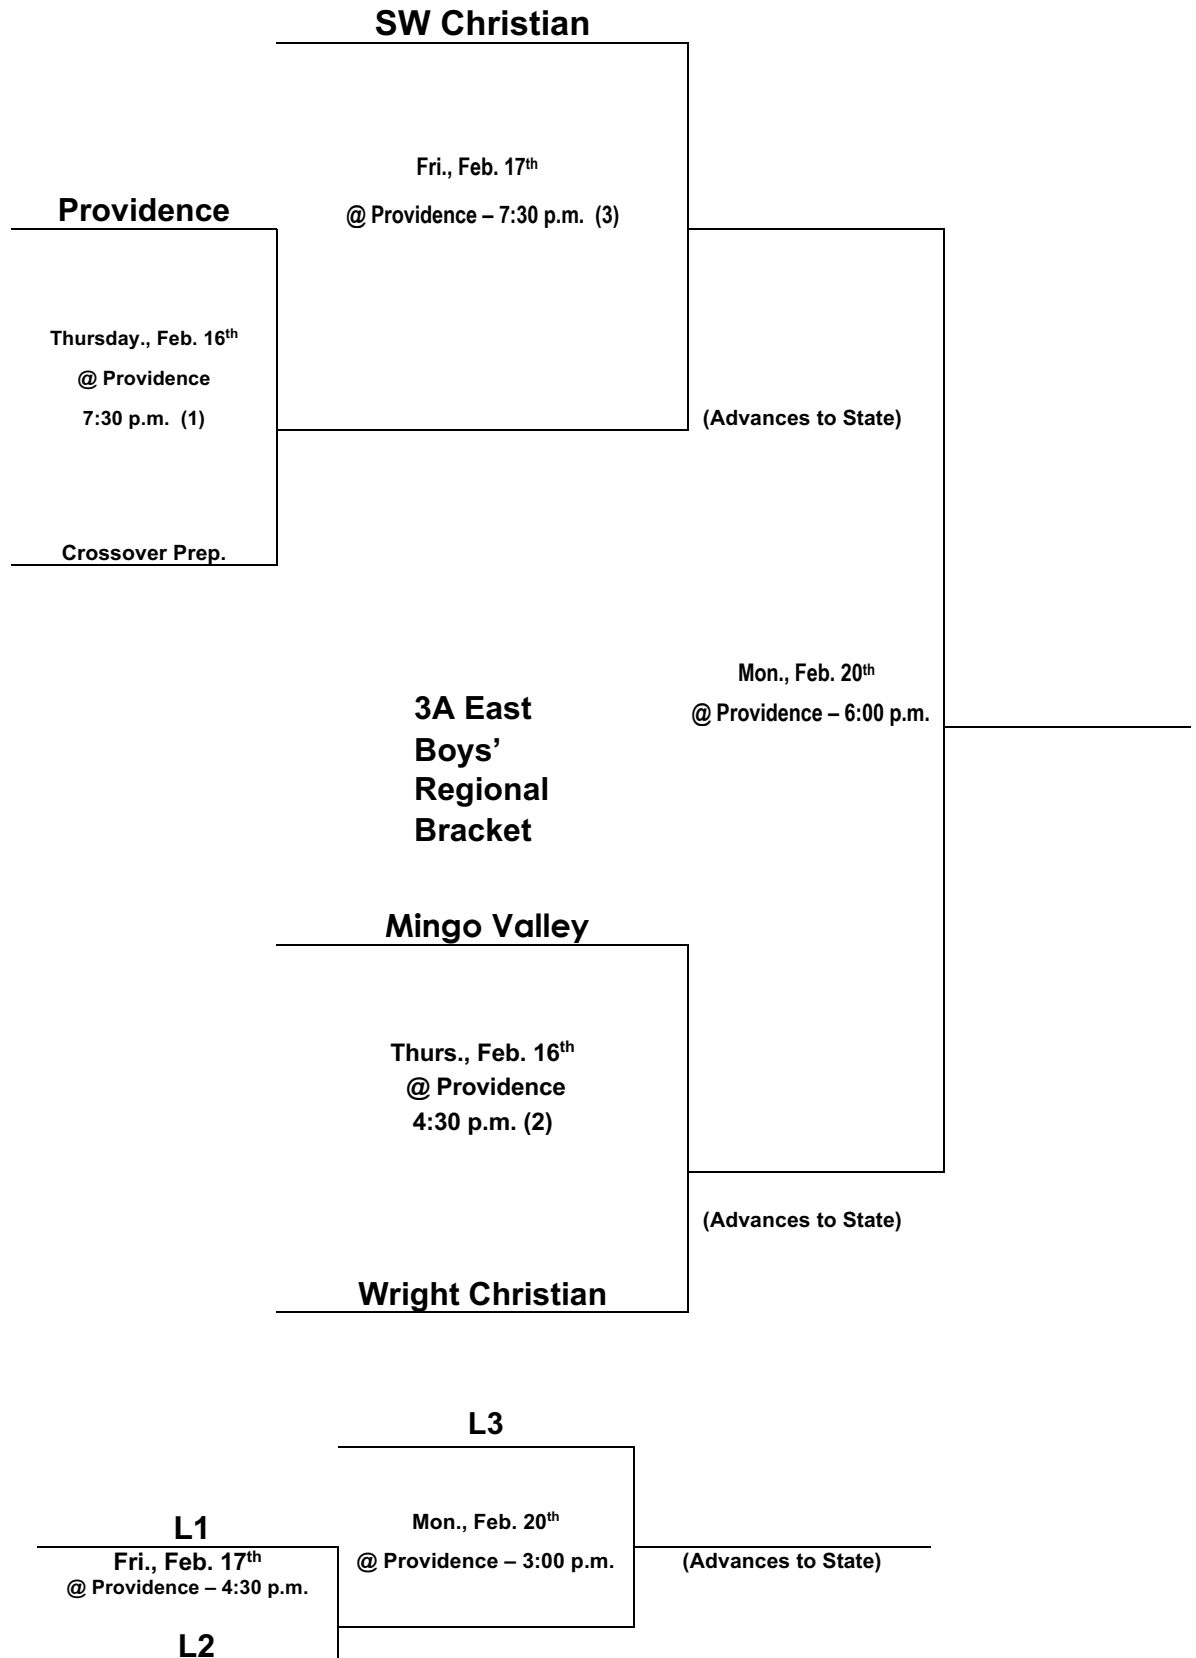 SW Christian
Fri., Feb. 17th
@ Providence – 7:30 p.m. (3)
Providence
Thursday., Feb. 16th
@ Providence
7:30 p.m. (1)
(Advances to State)
Crossover Prep.
Mon., Feb. 20th
@ Providence – 6:00 p.m.
3A East
Boys’
Regional
Bracket
Mingo Valley
Thurs., Feb. 16th
@ Providence
4:30 p.m. (2)
(Advances to State)
Wright Christian
L3
L1
Mon., Feb. 20th
Fri., Feb. 17th
@ Providence – 3:00 p.m.
(Advances to State)
@ Providence – 4:30 p.m.
L2